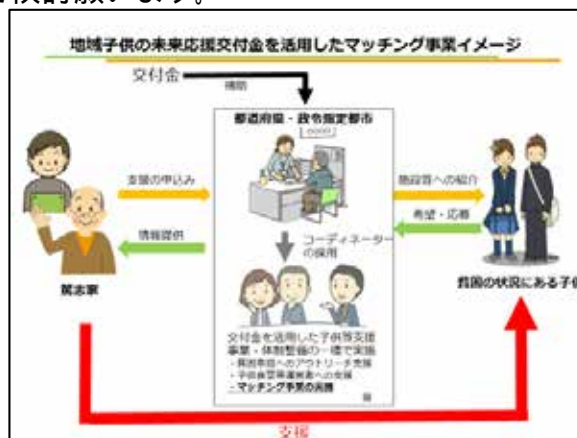 地域子供の未来応援交付金を活用したマッチング事業イメージ
交付金
補助
都道府県・政令指定都市
支援の申込み
施設等への紹介
情報提供
希望・応募
コーディネーター
の採用
篤志家
貧困の状況にある子供
交付金を活用した子供等支援
事業・体制整備の一環で実施
・貧困家庭へのアウトリーチ支援
・マッチング事業の実施
等
支援